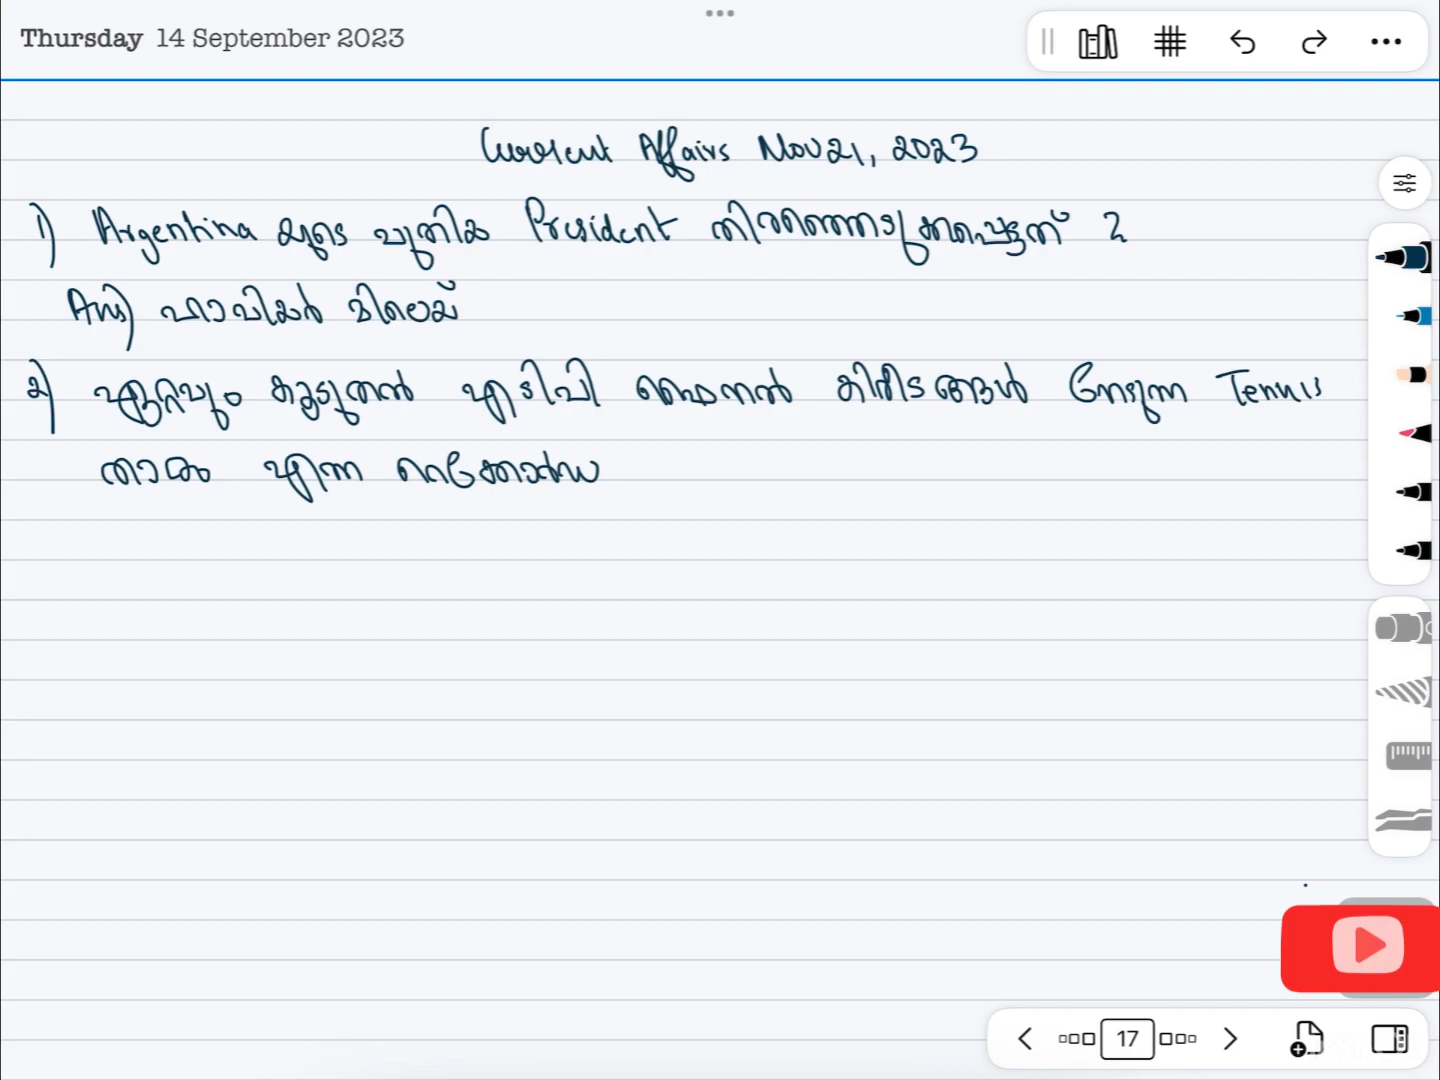 Thursday 14 September 2023
Current Affairs Nov 21, 2023
1) Argentina യുടെ പുതിയ President തിരഞ്ഞെടുക്കപ്പെട്ടത് ?
Ans) ഹാവിയർ മിലെയ്
2) ഏറ്റവും കൂടുതൽ എടിപി ഫൈനൽ കിരീടങ്ങൾ നേടുന്ന Tennis
താരം എന്ന റെക്കോർഡ
17